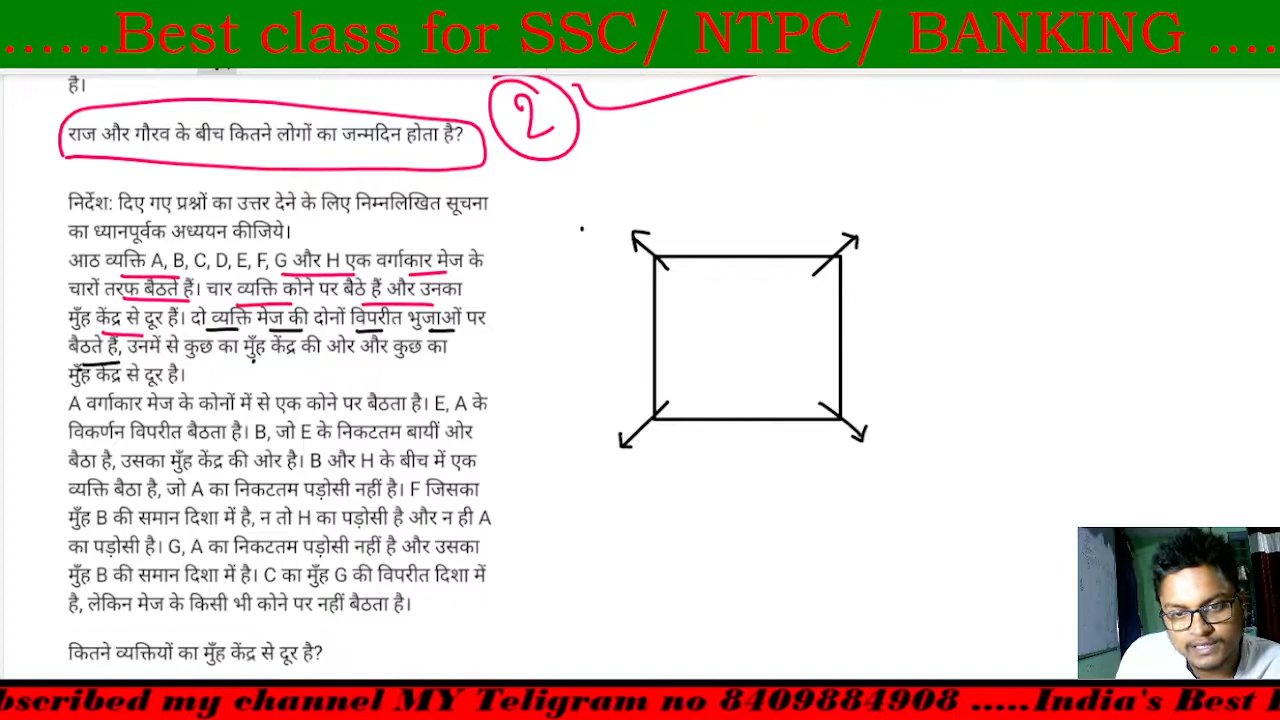 ......Best class for SSC/ NTPC/ BANKING ....
है।
राज और गौरव के बीच कितने लोगों का जन्मदिन होता है?
2
निर्देश: दिए गए प्रश्नों का उत्तर देने के लिए निम्नलिखित सूचना
का ध्यानपूर्वक अध्ययन कीजिये।
आठ व्यक्ति A, B, C, D, E, F, G और H एक वर्गाकार मेज के
चारों तरफ बैठते हैं। चार व्यक्ति कोने पर बैठे हैं और उनका
मुँह केंद्र से दूर हैं। दो व्यक्ति मेज की दोनों विपरीत भुजाओं पर
बैठते हैं, उनमें से कुछ का मुँह केंद्र की ओर और कुछ का
मुँह केंद्र से दूर है।
A वर्गाकार मेज के कोनों में से एक कोने पर बैठता है। E, A के
विकर्णन विपरीत बैठता है। B, जो E के निकटतम बायीं ओर
बैठा है, उसका मुँह केंद्र की ओर है। B और H के बीच में एक
व्यक्ति बैठा है, जो A का निकटतम पड़ोसी नहीं है। F जिसका
मुँह B की समान दिशा में है, न तो H का पड़ोसी है और न ही A
का पड़ोसी है। G, A का निकटतम पड़ोसी नहीं है और उसका
मुँह B की समान दिशा में है। C का मुँह G की विपरीत दिशा में
है, लेकिन मेज के किसी भी कोने पर नहीं बैठता है।
कितने व्यक्तियों का मुँह केंद्र से दूर है?
bscribed my channel MY Teligram no 8409884908 .....India's Best